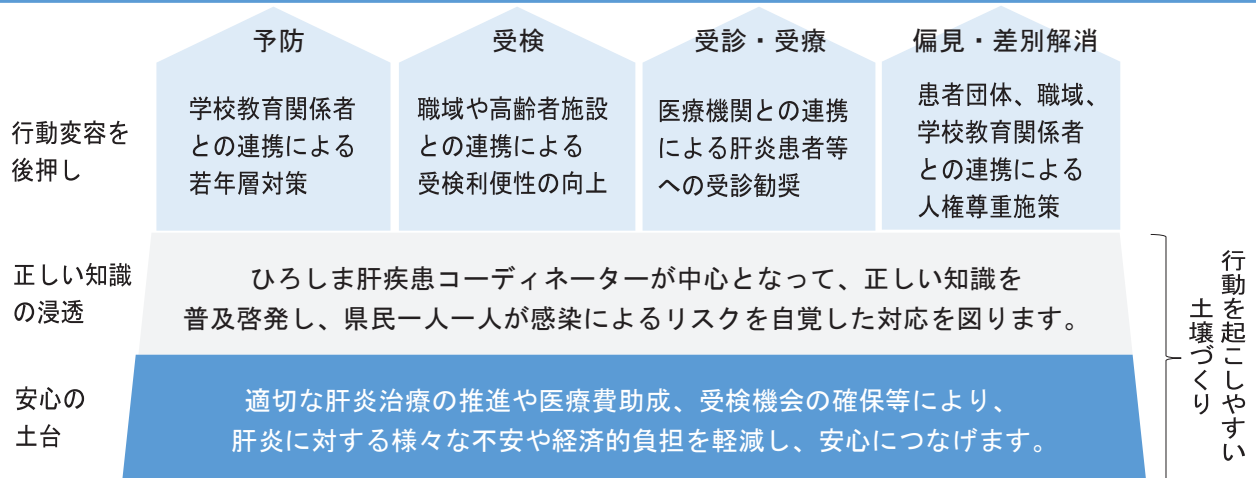 予防
受検
受診・受療
偏見・差別解消
行動変容を
後押し
学校教育関係者
との連携による
若年層対策
職域や高齢者施設
との連携による
受検利便性の向上
医療機関との連携
による肝炎患者等
への受診勧奨
患者団体、職域、
学校教育関係者
との連携による
人権尊重施策
正しい知識
の浸透
ひろしま肝疾患コーディネーターが中心となって、正しい知識を
普及啓発し、県民一人一人が感染によるリスクを自覚した対応を図ります。
安心の
土台
適切な肝炎治療の推進や医療費助成、受検機会の確保等により、
肝炎に対する様々な不安や経済的負担を軽減し、安心につなげます。
行動を起こしやすい
土壌づくり